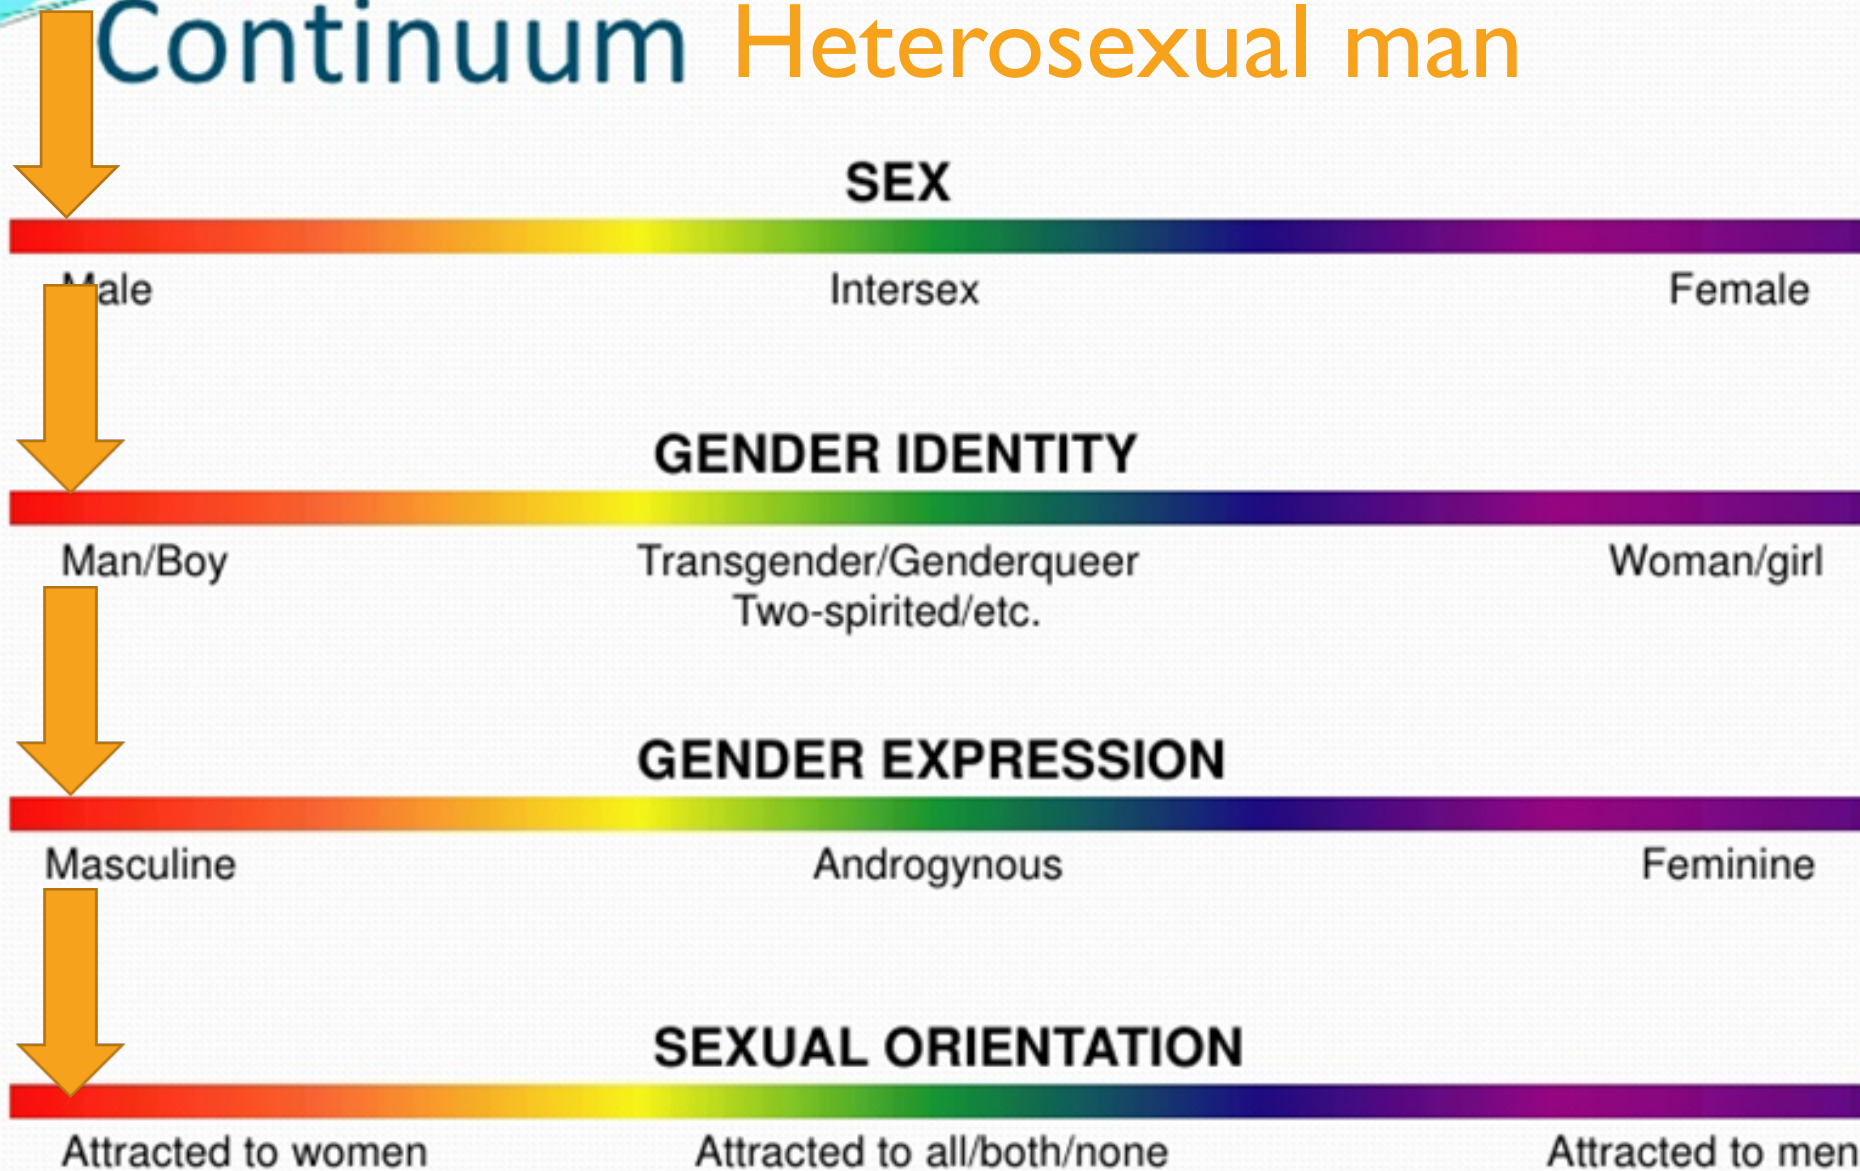 Continuum Heterosexual man
SEX
Male Intersex Female
GENDER IDENTITY
Man/Boy Transgender/Genderqueer Woman/girl
Two-spirited/etc.
GENDER EXPRESSION
Masculine Androgynous Feminine
SEXUAL ORIENTATION
Attracted to women Attracted to all/both/none Attracted to men